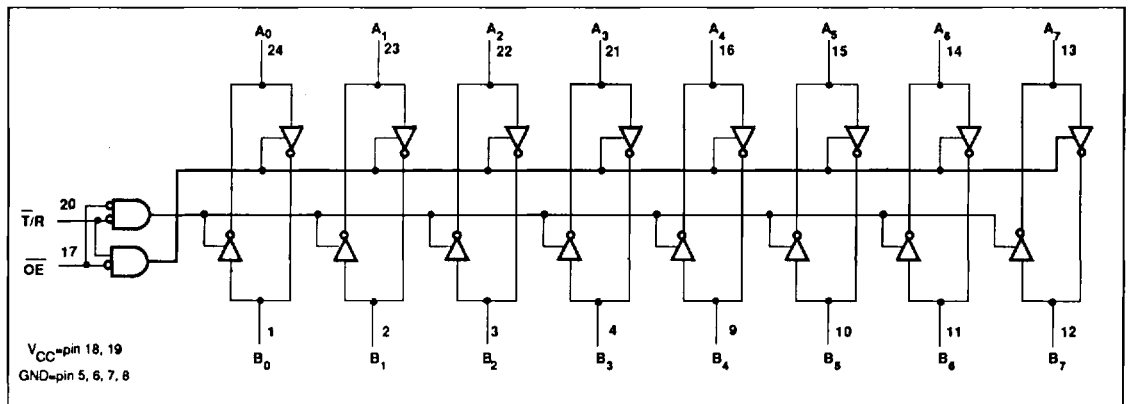 A0 A1 A2 A3 A4 A5 A6 A7
24 23 22 21 16 15 14 13
20
T̅/R
17
O̅E̅
1 2 3 4 9 10 11 12
B0 B1 B2 B3 B4 B5 B6 B7
VCC=pin 18, 19
GND=pin 5, 6, 7, 8